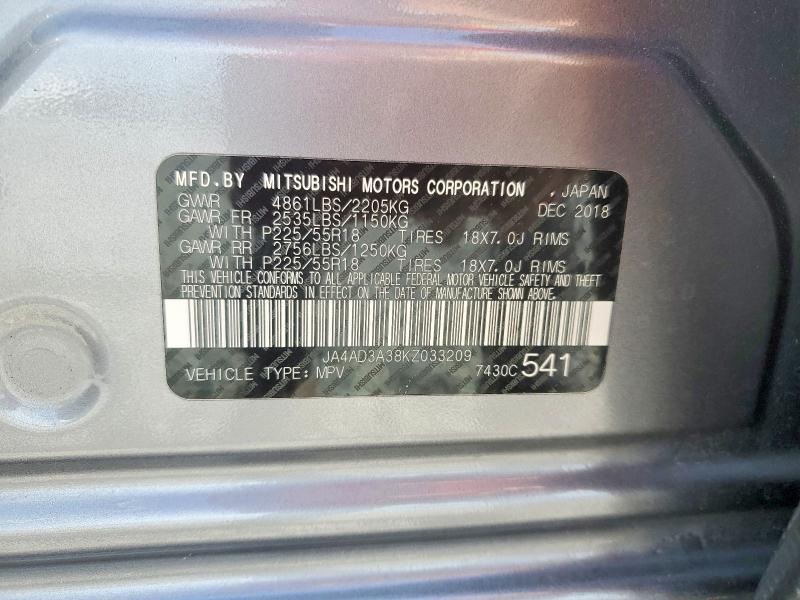 MFD.BY MITSUBISHI MOTORS CORPORATION , JAPAN
GVWR 4861LBS/2205KG DEC 2018
GAWR FR 2535LBS/1150KG
WITH P225/55R18 TIRES 18X7.0J RIMS
GAWR RR 2756LBS/1250KG
WITH P225/55R18 TIRES 18X7.0J RIMS
THIS VEHICLE CONFORMS TO ALL APPLICABLE FEDERAL MOTOR VEHICLE SAFETY AND THEFT
PREVENTION STANDARDS IN EFFECT ON THE DATE OF MANUFACTURE SHOWN ABOVE.
JA4AD3A38KZ033209
VEHICLE TYPE: MPV 7430C 541